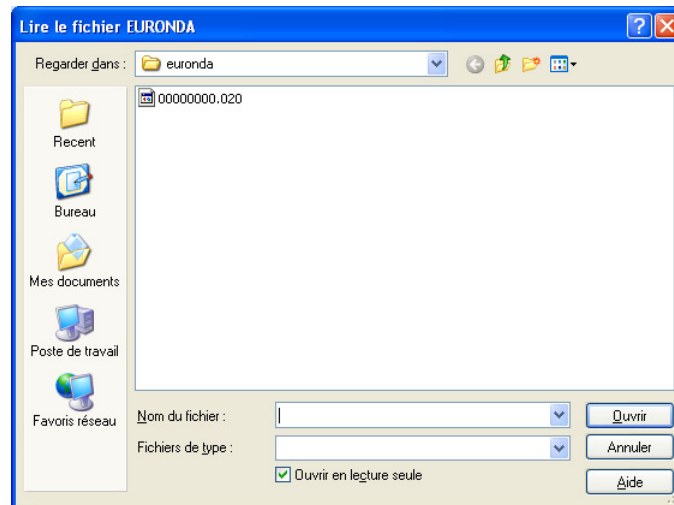 Lire le fichier EURONDA
Regarder dans :
euronda
00000000.020
Recent
Bureau
Mes documents
Poste de travail
Favoris réseau
Nom du fichier :
Ouvrir
Fichiers de type :
Annuler
Ouvrir en lecture seule
Aide